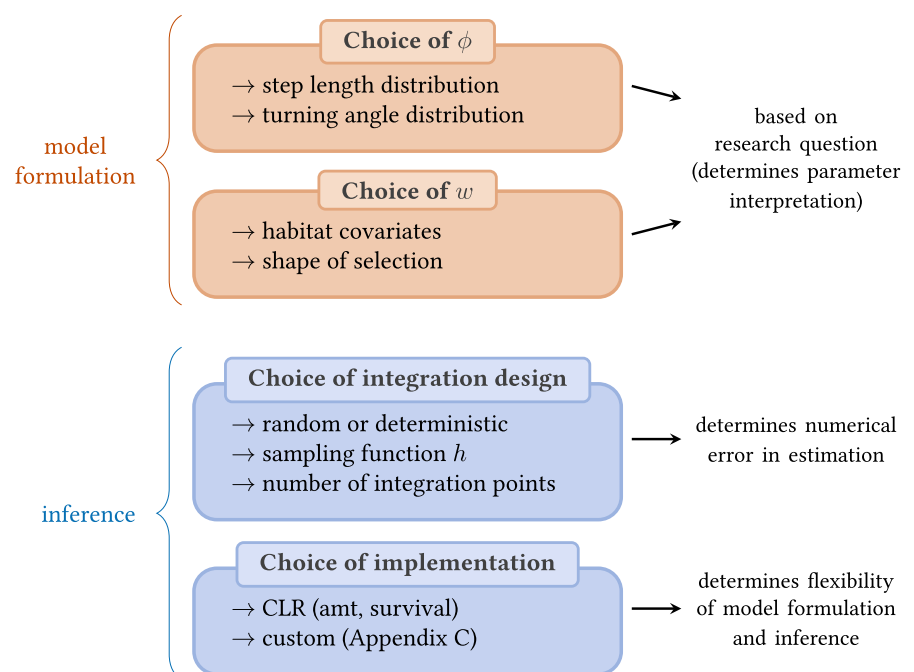 Choice of ϕ
→ step length distribution
→ turning angle distribution
model
formulation
based on
research question
(determines parameter
interpretation)
Choice of w
→ habitat covariates
→ shape of selection
Choice of integration design
→ random or deterministic
→ sampling function h
→ number of integration points
determines numerical
error in estimation
inference
Choice of implementation
→ CLR (amt, survival)
→ custom (Appendix C)
determines flexibility
of model formulation
and inference